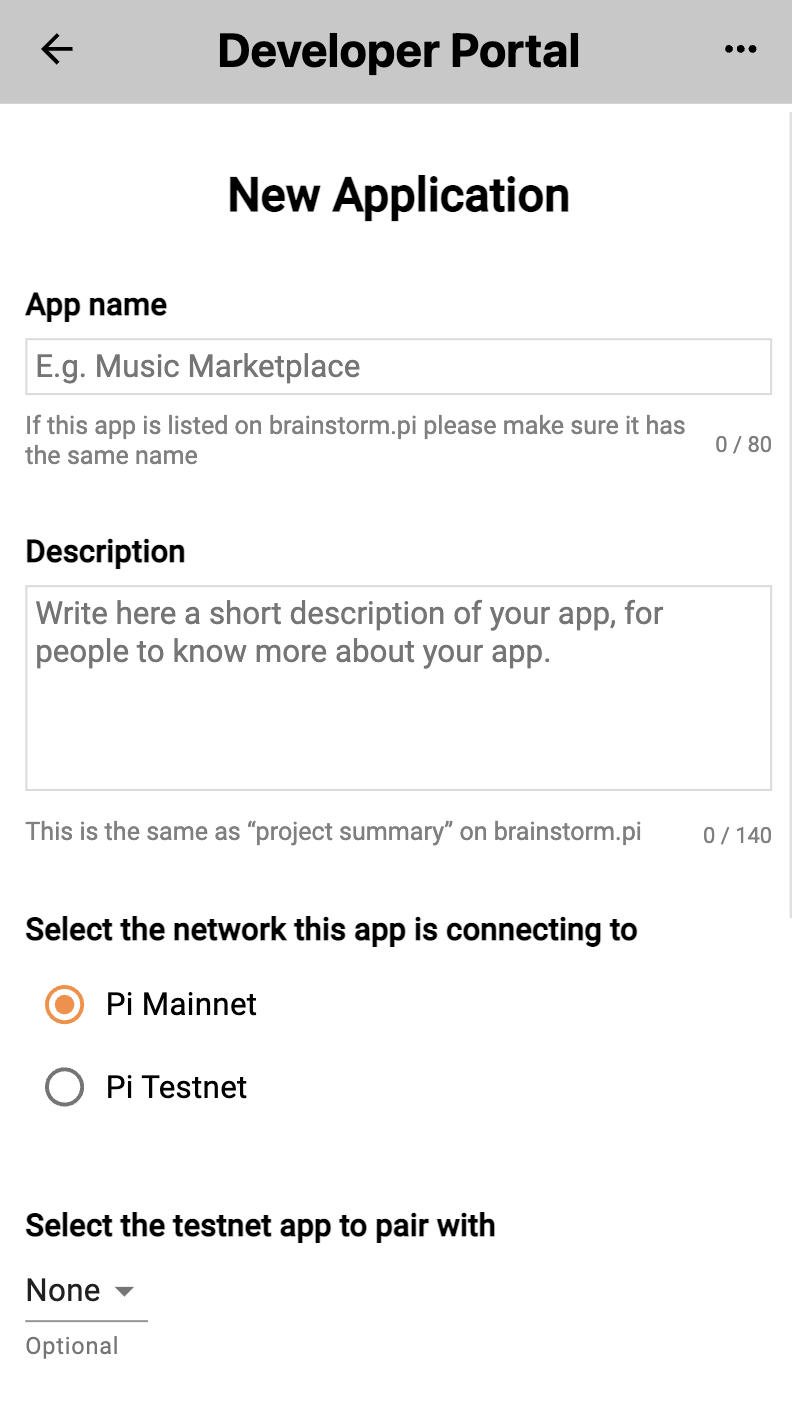 Developer Portal
New Application
App name
E.g. Music Marketplace
If this app is listed on brainstorm.pi please make sure it has
the same name
0 / 80
Description
Write here a short description of your app, for
people to know more about your app.
This is the same as “project summary” on brainstorm.pi
0 / 140
Select the network this app is connecting to
Pi Mainnet
Pi Testnet
Select the testnet app to pair with
None
Optional